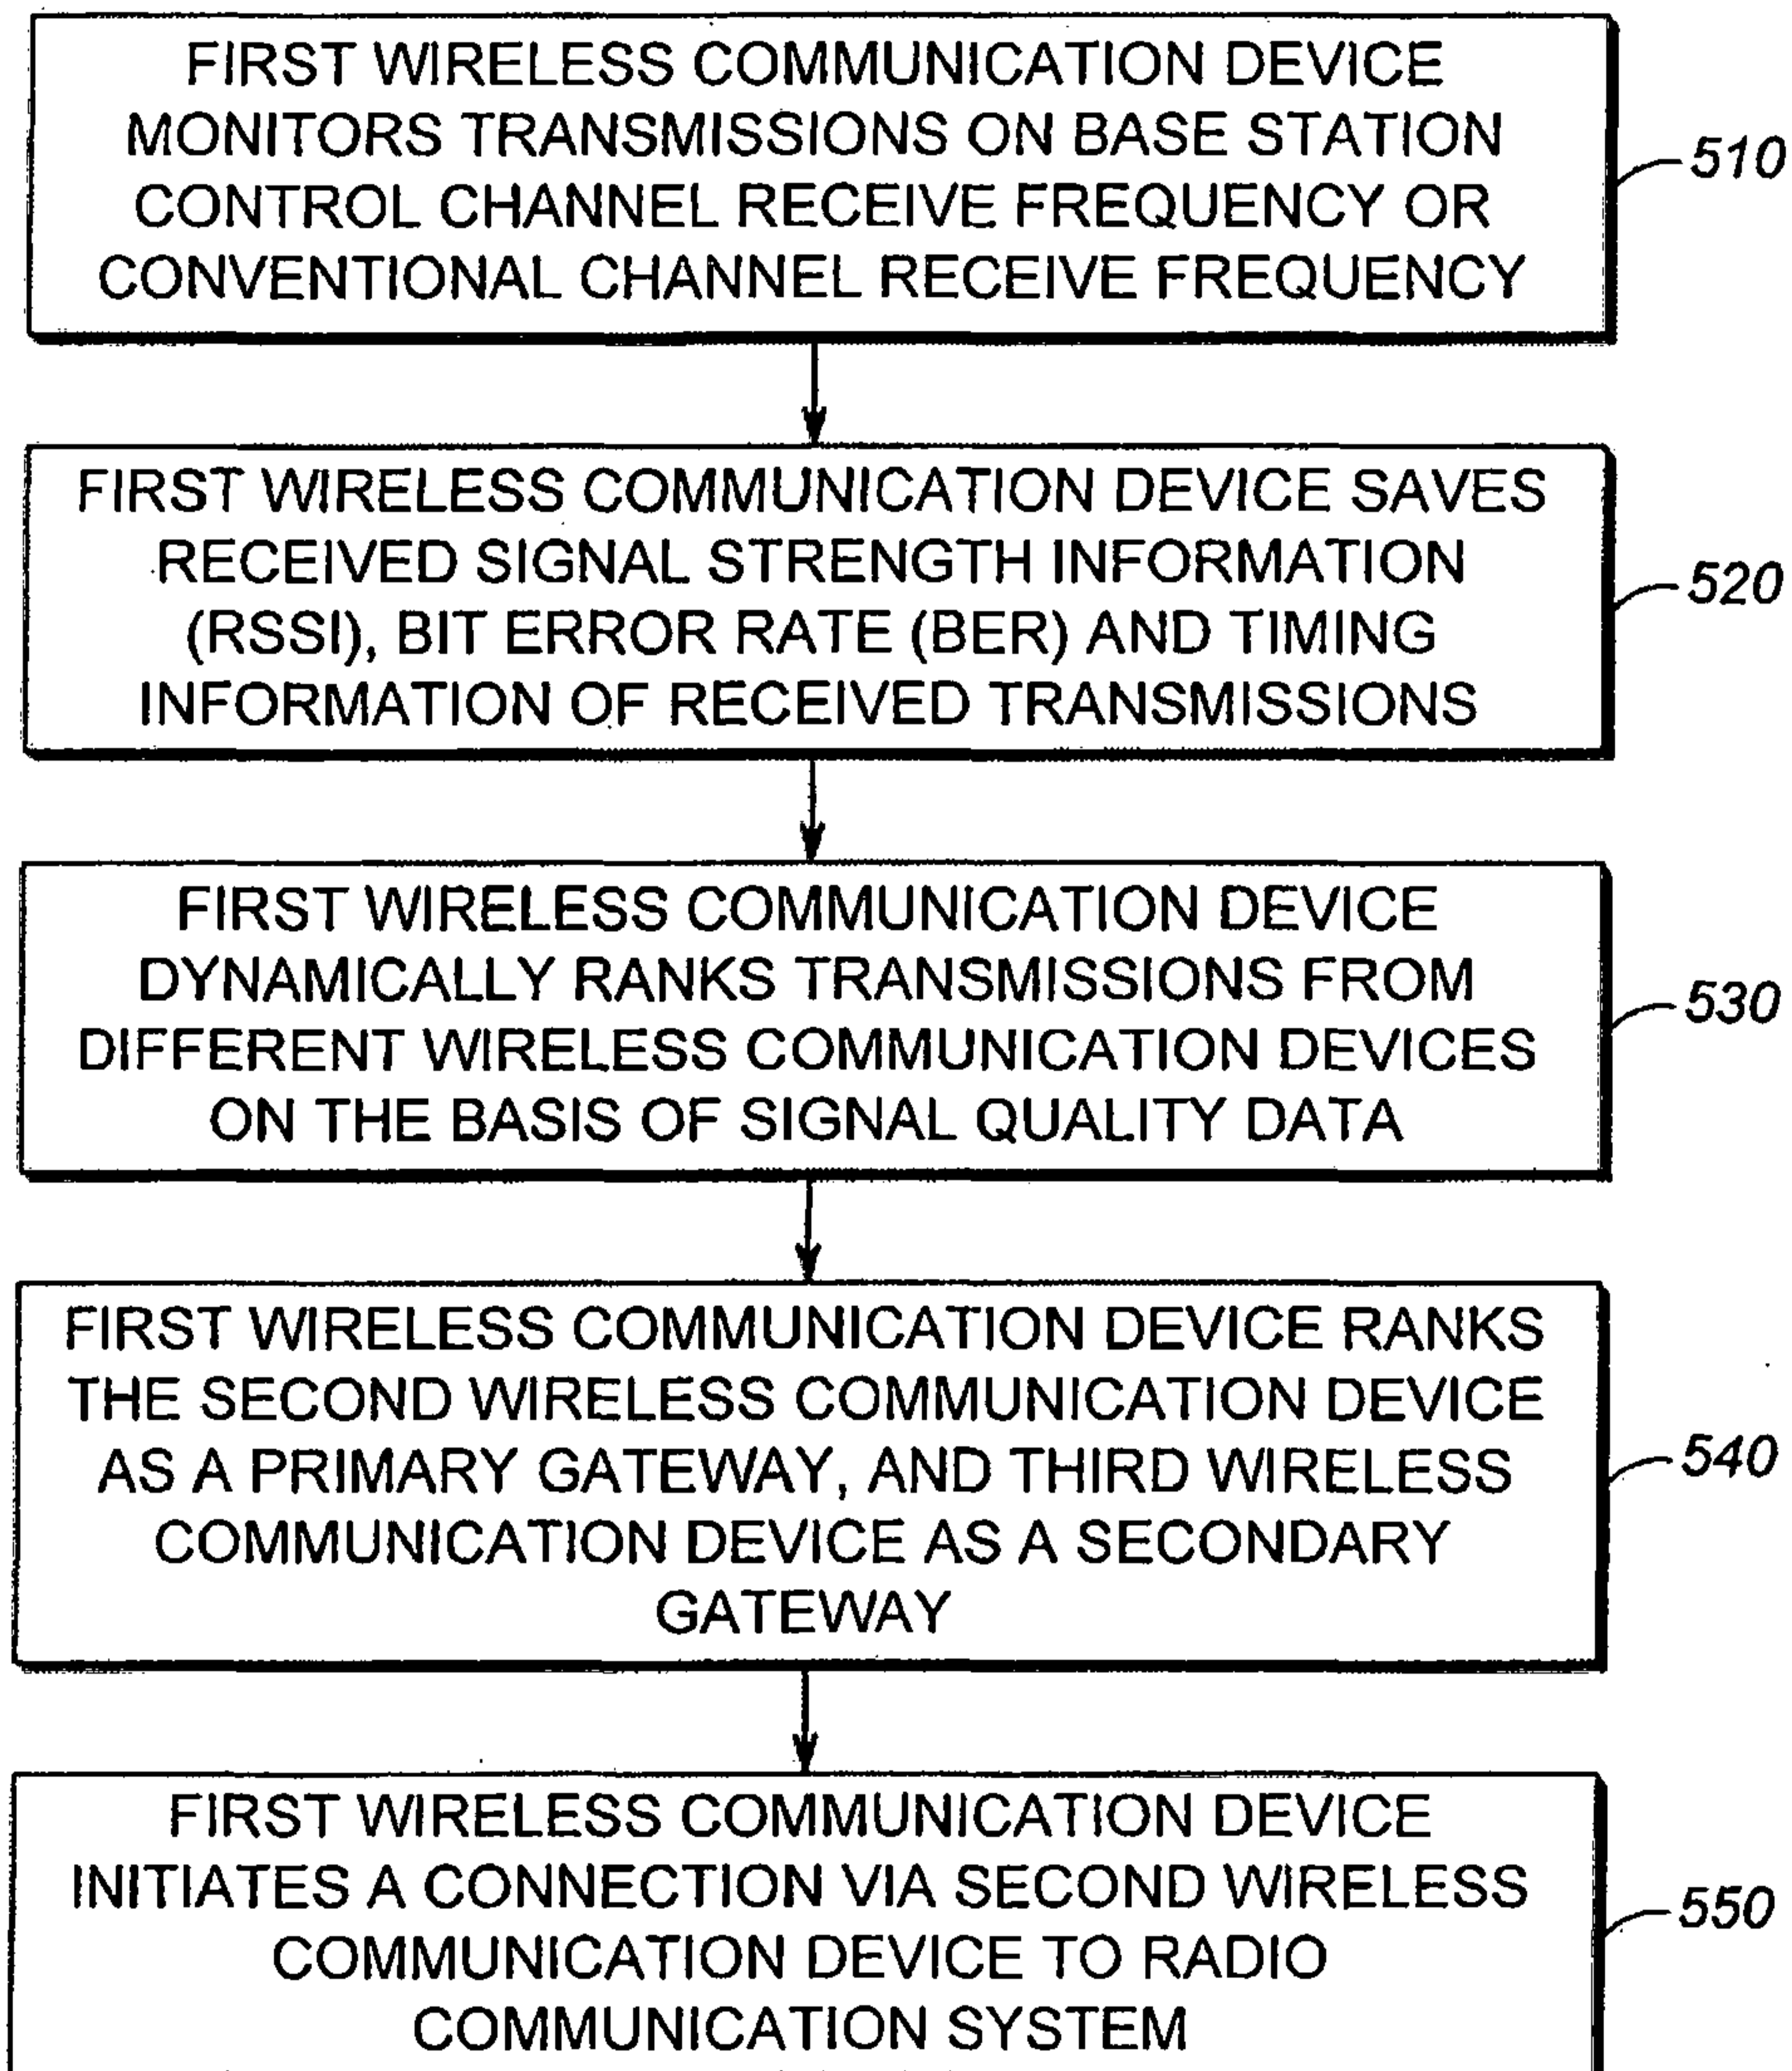 FIRST WIRELESS COMMUNICATION DEVICE
MONITORS TRANSMISSIONS ON BASE STATION
CONTROL CHANNEL RECEIVE FREQUENCY OR
CONVENTIONAL CHANNEL RECEIVE FREQUENCY
510
FIRST WIRELESS COMMUNICATION DEVICE SAVES
RECEIVED SIGNAL STRENGTH INFORMATION
(RSSI), BIT ERROR RATE (BER) AND TIMING
INFORMATION OF RECEIVED TRANSMISSIONS
520
FIRST WIRELESS COMMUNICATION DEVICE
DYNAMICALLY RANKS TRANSMISSIONS FROM
DIFFERENT WIRELESS COMMUNICATION DEVICES
ON THE BASIS OF SIGNAL QUALITY DATA
530
FIRST WIRELESS COMMUNICATION DEVICE RANKS
THE SECOND WIRELESS COMMUNICATION DEVICE
AS A PRIMARY GATEWAY, AND THIRD WIRELESS
COMMUNICATION DEVICE AS A SECONDARY
GATEWAY
540
FIRST WIRELESS COMMUNICATION DEVICE
INITIATES A CONNECTION VIA SECOND WIRELESS
COMMUNICATION DEVICE TO RADIO
COMMUNICATION SYSTEM
550